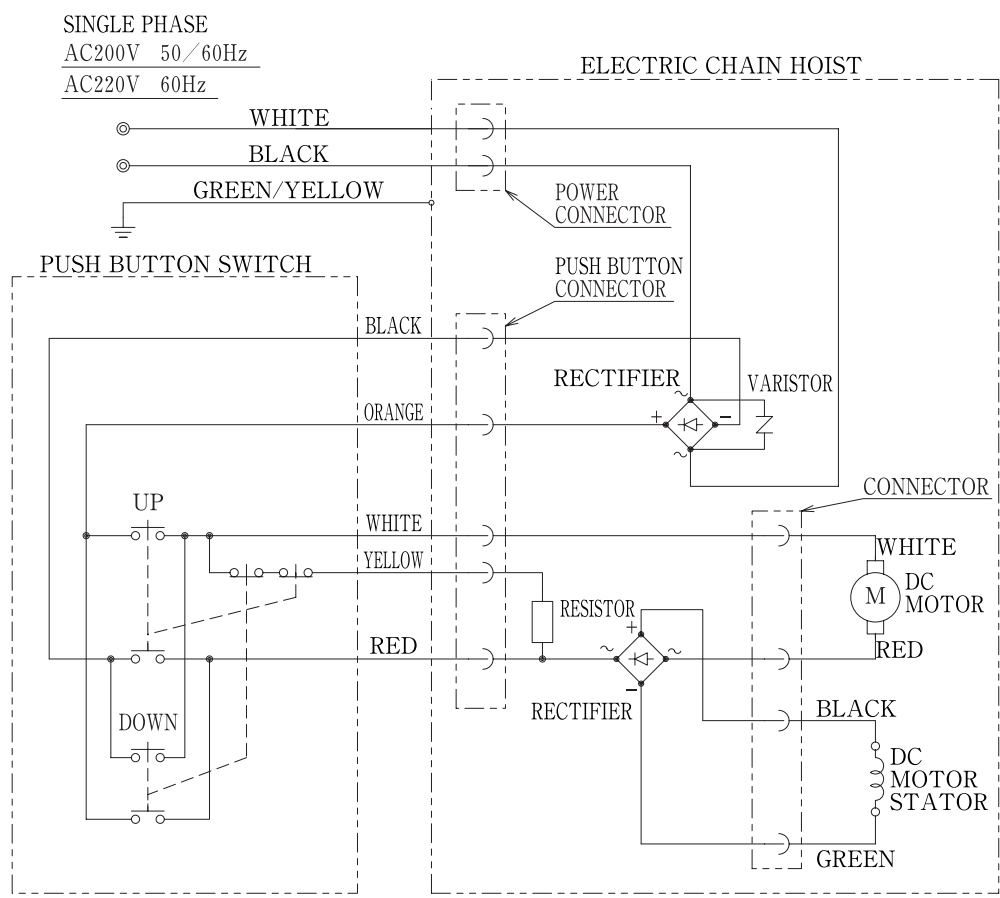 SINGLE PHASE
AC200V 50／60Hz
AC220V 60Hz
ELECTRIC CHAIN HOIST
WHITE
BLACK
GREEN/YELLOW
POWER
CONNECTOR
PUSH BUTTON SWITCH
PUSH BUTTON
CONNECTOR
BLACK
RECTIFIER
~
VARISTOR
ORANGE
+
−
~
CONNECTOR
UP
WHITE
WHITE
YELLOW
DC
MOTOR
M
RESISTOR
+
RED
~
~
RED
−
RECTIFIER
BLACK
DOWN
DC
MOTOR
STATOR
GREEN